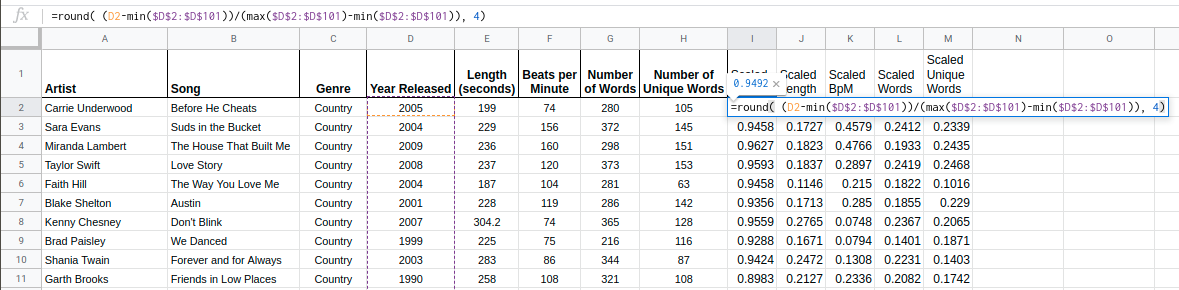 fx =round( (D2-min($D$2:$D$101))/(max($D$2:$D$101)-min($D$2:$D$101)), 4)
A B C D E F G H I J K L M N O
1 Artist Song Genre Year Released Length (seconds) Beats per Minute Number of Words Number of Unique Words Scaled Scaled BpM Scaled Words Scaled Unique Words
0.9492 ×
2 Carrie Underwood Before He Cheats Country 2005 199 74 280 105 =round( (D2-min($D$2:$D$101))/(max($D$2:$D$101)-min($D$2:$D$101)), 4)
3 Sara Evans Suds in the Bucket Country 2004 229 156 372 145 0.9458 0.1727 0.4579 0.2412 0.2339
4 Miranda Lambert The House That Built Me Country 2009 236 160 298 151 0.9627 0.1823 0.4766 0.1933 0.2435
5 Taylor Swift Love Story Country 2008 237 120 373 153 0.9593 0.1837 0.2897 0.2419 0.2468
6 Faith Hill The Way You Love Me Country 2004 187 104 281 63 0.9458 0.1146 0.215 0.1822 0.1016
7 Blake Shelton Austin Country 2001 228 119 286 142 0.9356 0.1713 0.285 0.1855 0.229
8 Kenny Chesney Don't Blink Country 2007 304.2 74 365 128 0.9559 0.2765 0.0748 0.2367 0.2065
9 Brad Paisley We Danced Country 1999 225 75 216 116 0.9288 0.1671 0.0794 0.1401 0.1871
10 Shania Twain Forever and for Always Country 2003 283 86 344 87 0.9424 0.2472 0.1308 0.2231 0.1403
11 Garth Brooks Friends in Low Places Country 1990 258 108 321 108 0.8983 0.2127 0.2336 0.2082 0.1742